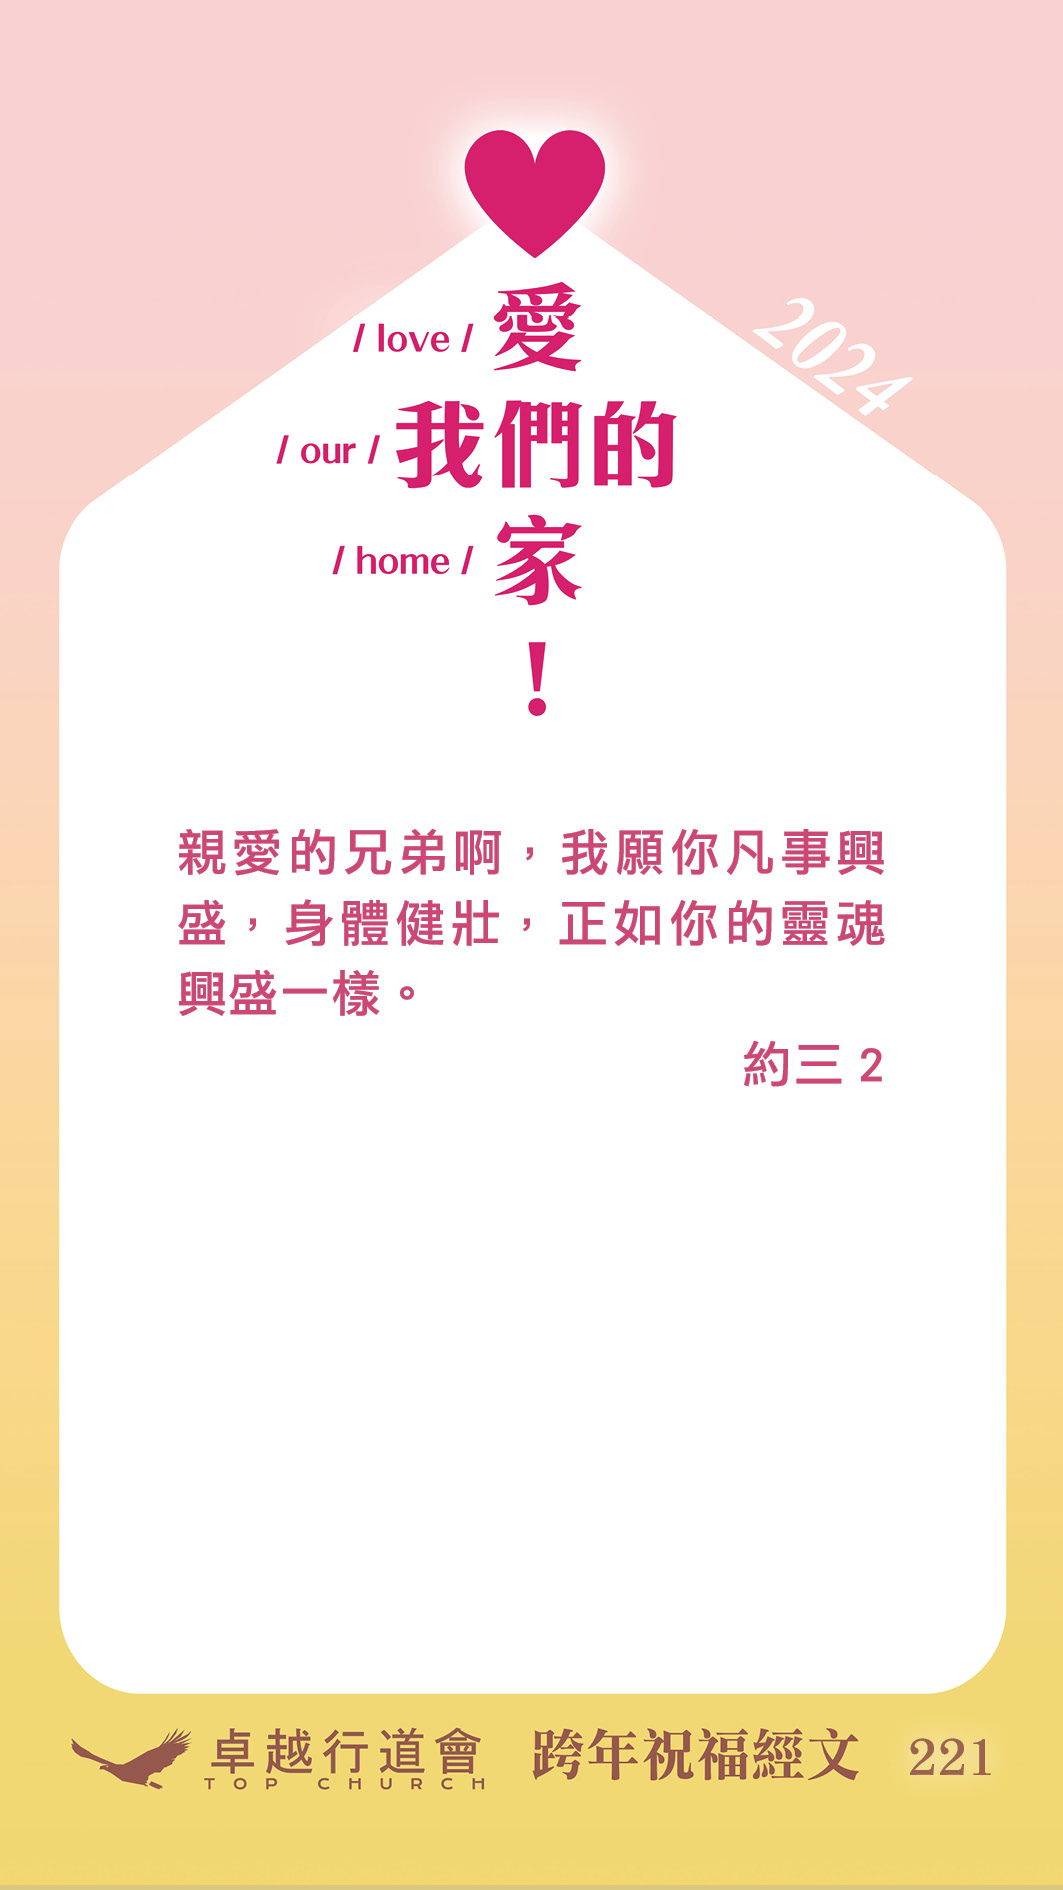 2024
/ love / 愛
/ our / 我們的
/ home / 家
！
親愛的兄弟啊，我願你凡事興
盛，身體健壯，正如你的靈魂
興盛一樣。
約三 2
卓越行道會
TOP CHURCH
跨年祝福經文 221